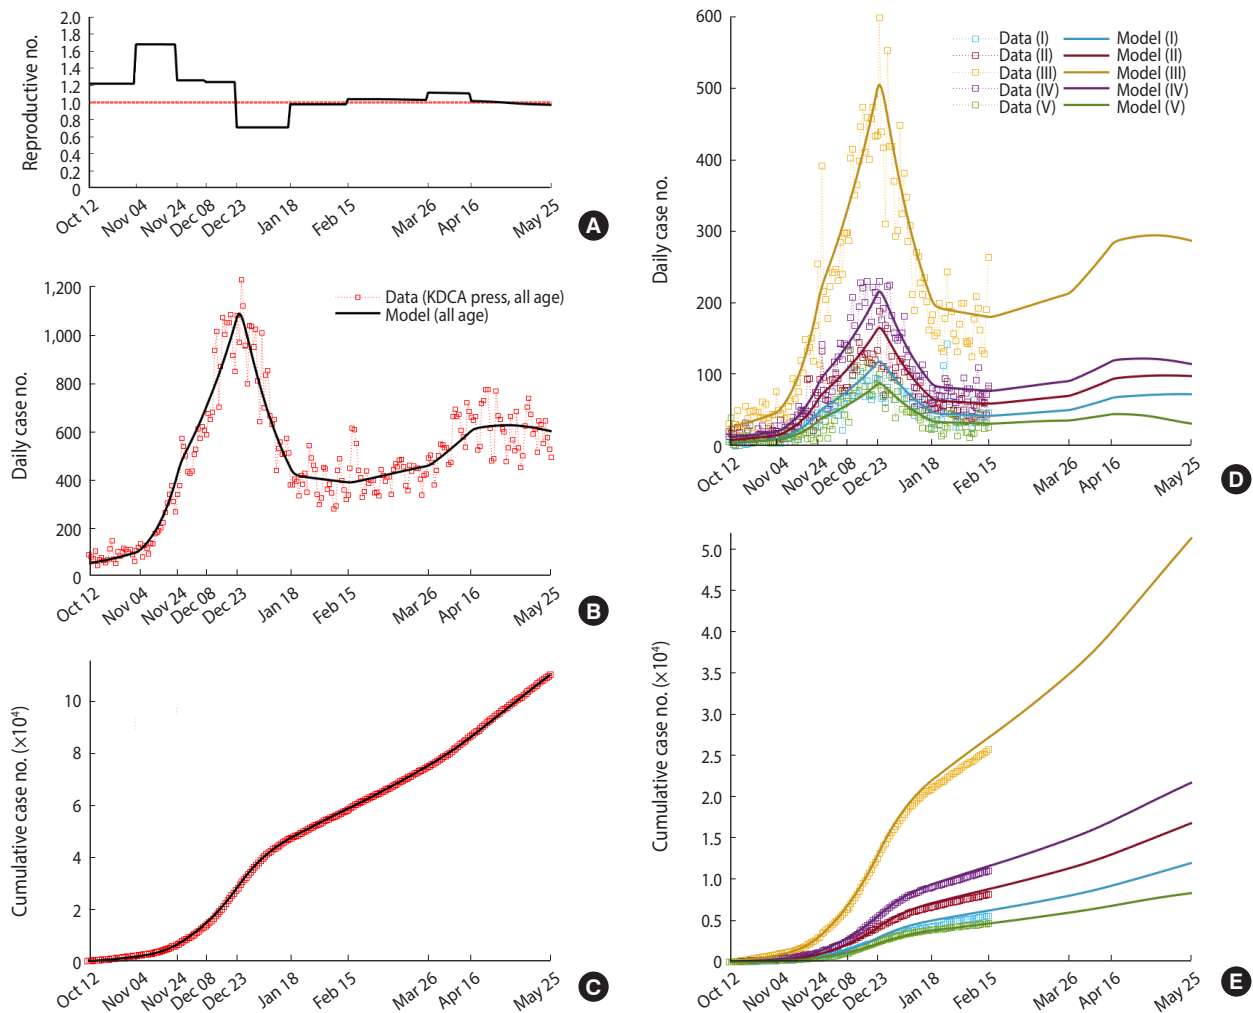 Reproductive no.
2.0
1.8
1.6
1.4
1.2
1.0
0.8
0.6
0.4
0.2
0
Oct 12
Nov 04
Nov 24
Dec 08
Dec 23
Jan 18
Feb 15
Mar 26
Apr 16
May 25
A
Daily case no.
1,200
1,000
800
600
400
200
0
Data (KDCA press, all age)
Model (all age)
Oct 12
Nov 04
Nov 24
Dec 08
Dec 23
Jan 18
Feb 15
Mar 26
Apr 16
May 25
B
Cumulative case no. (×10⁴)
10
8
6
4
2
0
Oct 12
Nov 04
Nov 24
Dec 08
Dec 23
Jan 18
Feb 15
Mar 26
Apr 16
May 25
C
Daily case no.
600
500
400
300
200
100
0
Data (I) Model (I)
Data (II) Model (II)
Data (III) Model (III)
Data (IV) Model (IV)
Data (V) Model (V)
Oct 12
Nov 04
Nov 24
Dec 08
Dec 23
Jan 18
Feb 15
Mar 26
Apr 16
May 25
D
Cumulative case no. (×10⁴)
5.0
4.5
4.0
3.5
3.0
2.5
2.0
1.5
1.0
0.5
0
Oct 12
Nov 04
Nov 24
Dec 08
Dec 23
Jan 18
Feb 15
Mar 26
Apr 16
May 25
E